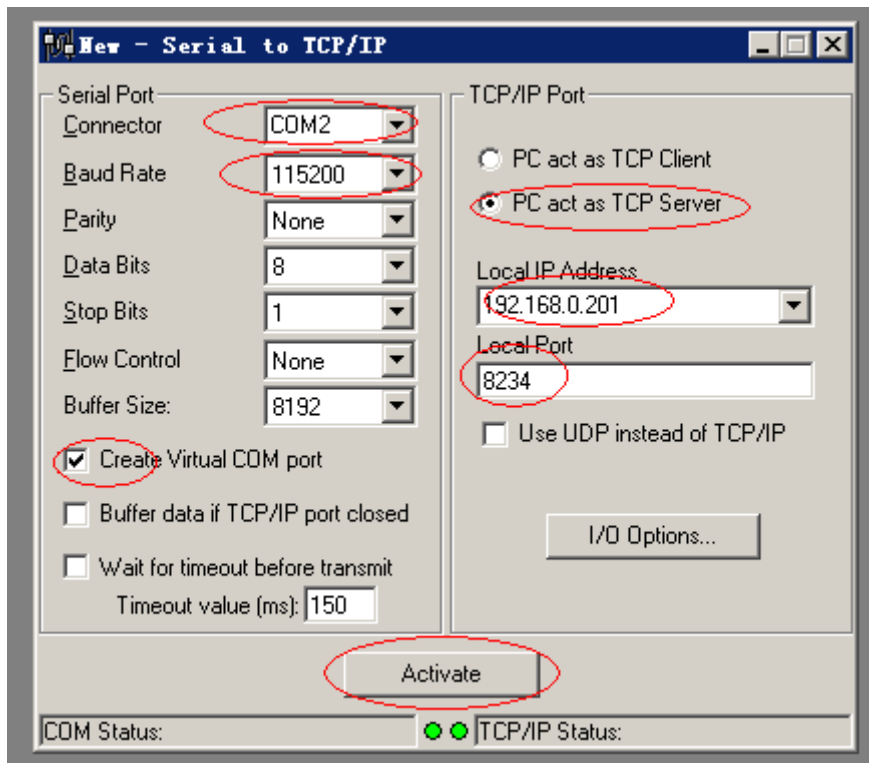 New - Serial to TCP/IP
Serial Port
Connector COM2
Baud Rate 115200
Parity None
Data Bits 8
Stop Bits 1
Flow Control None
Buffer Size: 8192
Create Virtual COM port
Buffer data if TCP/IP port closed
Wait for timeout before transmit
Timeout value (ms): 150
TCP/IP Port
PC act as TCP Client
PC act as TCP Server
Local IP Address
192.168.0.201
Local Port
8234
Use UDP instead of TCP/IP
I/O Options...
Activate
COM Status:
TCP/IP Status: